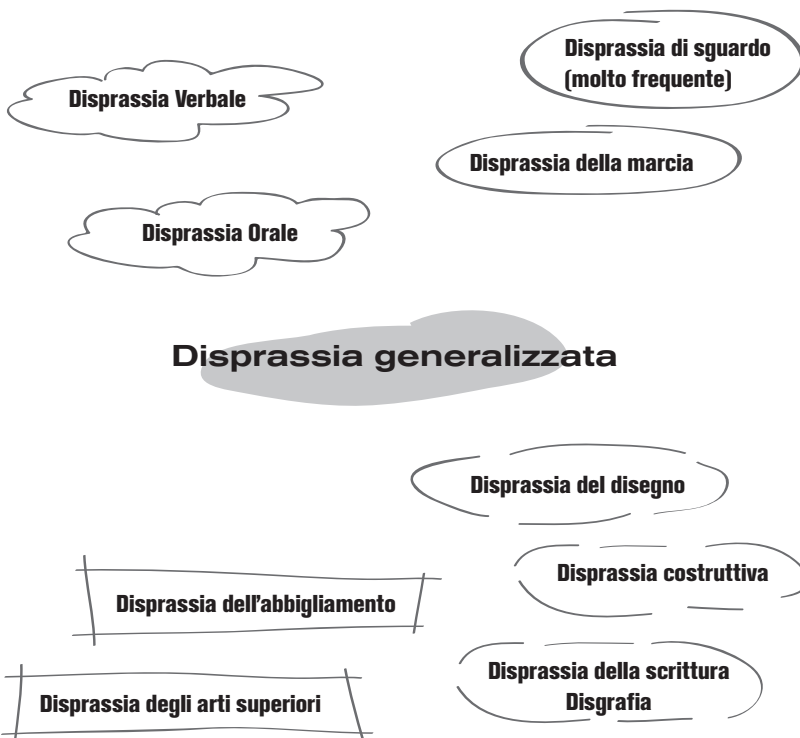 Disprassia di sguardo
(molto frequente)
Disprassia Verbale
Disprassia della marcia
Disprassia Orale
Disprassia generalizzata
Disprassia del disegno
Disprassia costruttiva
Disprassia dell'abbigliamento
Disprassia della scrittura
Disgrafia
Disprassia degli arti superiori